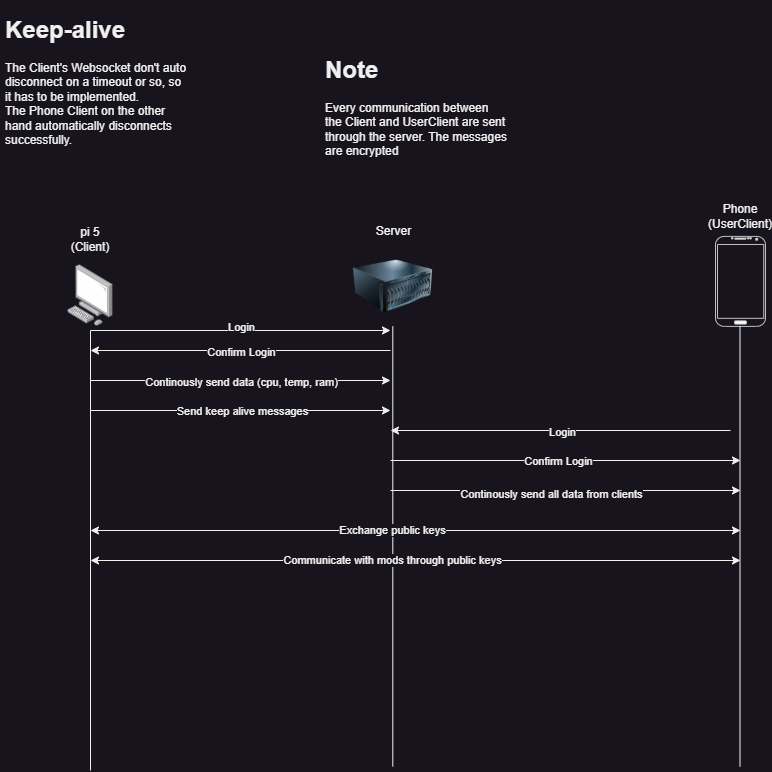 Keep-alive
The Client's Websocket don't auto
disconnect on a timeout or so, so
it has to be implemented.
The Phone Client on the other
hand automatically disconnects
successfully.
Note
Every communication between
the Client and UserClient are sent
through the server. The messages
are encrypted
pi 5
(Client)
Server
Phone
(UserClient)
Login
Confirm Login
Continously send data (cpu, temp, ram)
Send keep alive messages
Login
Confirm Login
Continously send all data from clients
Exchange public keys
Communicate with mods through public keys